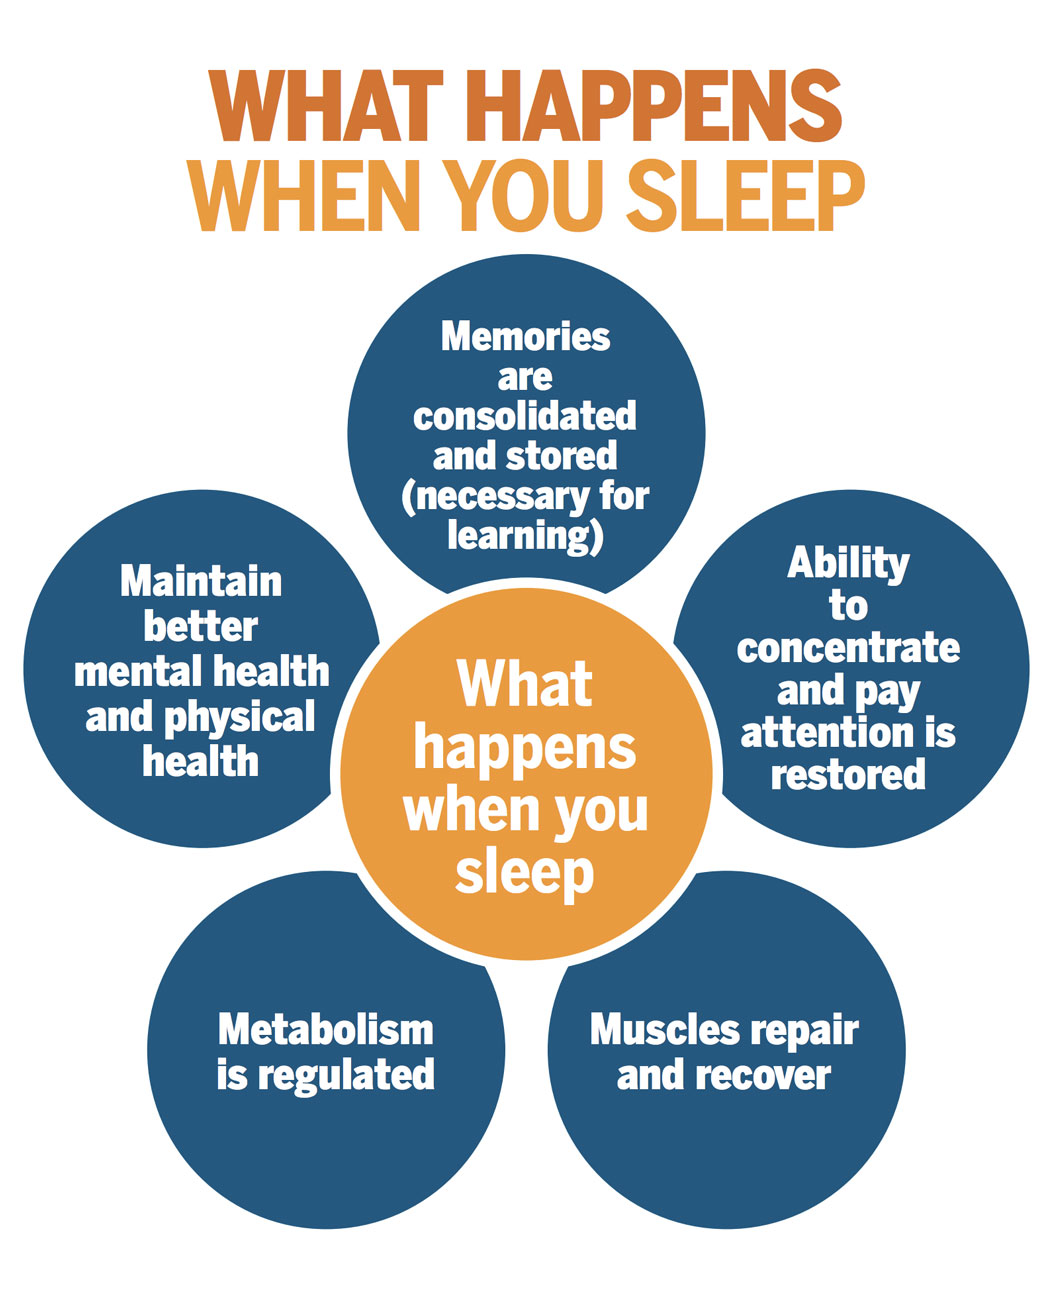 WHAT HAPPENS
WHEN YOU SLEEP
Memories
are
consolidated
and stored
(necessary for
learning)
Ability
to
concentrate
and pay
attention is
restored
Muscles repair
and recover
Metabolism
is regulated
Maintain
better
mental health
and physical
health
What
happens
when you
sleep